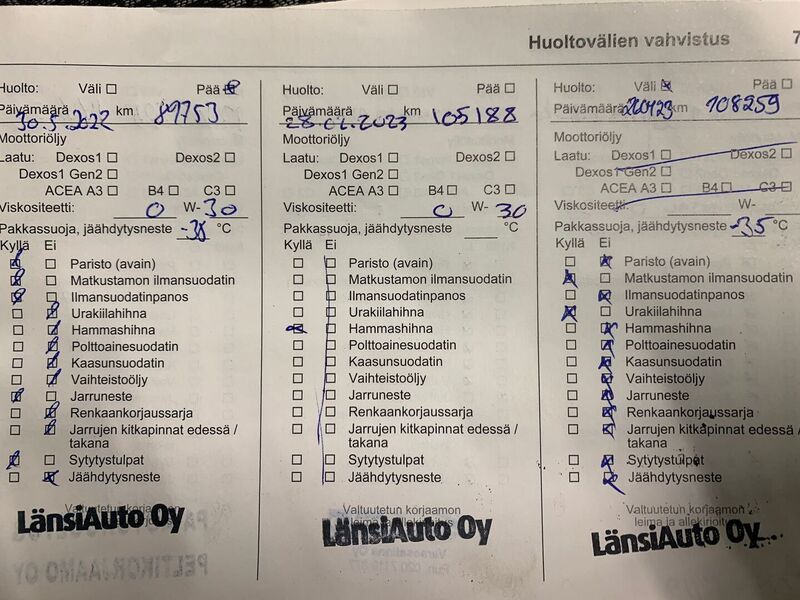 Huoltovälien vahvistus
7
Huolto: Väli ☐ Pää ☒
Päivämäärä 30.5.2022 km 89753
Moottoriöljy
Laatu: Dexos1 ☐ Dexos2 ☐
Dexos1 Gen2 ☐
ACEA A3 ☐ B4 ☐ C3 ☐
Viskositeetti: 0 W-30
Pakkassuoja, jäähdytysneste °C
Kyllä Ei
☒ ☐ Paristo (avain)
☒ ☐ Matkustamon ilmansuodatin
☒ ☐ Ilmansuodatinpanos
☐ ☒ Urakiilahihna
☐ ☒ Hammashihna
☐ ☒ Polttoainesuodatin
☐ ☒ Kaasunsuodatin
☐ ☒ Vaihteistoöljy
☒ ☐ Jarruneste
☐ ☒ Renkaankorjaussarja
☐ ☒ Jarrujen kitkapinnat edessä /
takana
☒ ☐ Sytytystulpat
☐ ☒ Jäähdytysneste
Valtuutetun korjaamon
LänsiAuto Oy
PELTIKORJAAMO OY
Huolto: Väli ☐ Pää ☐
Päivämäärä km 105188
Moottoriöljy
Laatu: Dexos1 ☐ Dexos2 ☐
Dexos1 Gen2 ☐
ACEA A3 ☐ B4 ☐ C3 ☐
Viskositeetti: 0 W- 30
Pakkassuoja, jäähdytysneste °C
Kyllä Ei
☐ ☐ Paristo (avain)
☐ ☐ Matkustamon ilmansuodatin
☐ ☐ Ilmansuodatinpanos
☐ ☐ Urakiilahihna
☒ ☐ Hammashihna
☐ ☐ Polttoainesuodatin
☐ ☐ Kaasunsuodatin
☐ ☐ Vaihteistoöljy
☐ ☐ Jarruneste
☐ ☐ Renkaankorjaussarja
☐ ☐ Jarrujen kitkapinnat edessä /
takana
☐ ☐ Sytytystulpat
☐ ☐ Jäähdytysneste
Valtuutetun korjaamon
leima ja allekirjoitus
LänsiAuto Oy
Huolto: Väli ☒ Pää ☐
Päivämäärä km 108259
Moottoriöljy
Laatu: Dexos1 ☐ Dexos2 ☐
Dexos1 Gen2 ☐
ACEA A3 ☐ B4 ☐ C3 ☐
Viskositeetti: W-
Pakkassuoja, jäähdytysneste -35 °C
Kyllä Ei
☐ ☒ Paristo (avain)
☒ ☐ Matkustamon ilmansuodatin
☐ ☒ Ilmansuodatinpanos
☒ ☐ Urakiilahihna
☐ ☒ Hammashihna
☐ ☒ Polttoainesuodatin
☐ ☒ Kaasunsuodatin
☐ ☒ Vaihteistoöljy
☐ ☒ Jarruneste
☐ ☒ Renkaankorjaussarja
☐ ☒ Jarrujen kitkapinnat edessä /
takana
☐ ☒ Sytytystulpat
☐ ☒ Jäähdytysneste
Valtuutetun korjaamon
leima ja allekirjoitus
LänsiAuto Oy